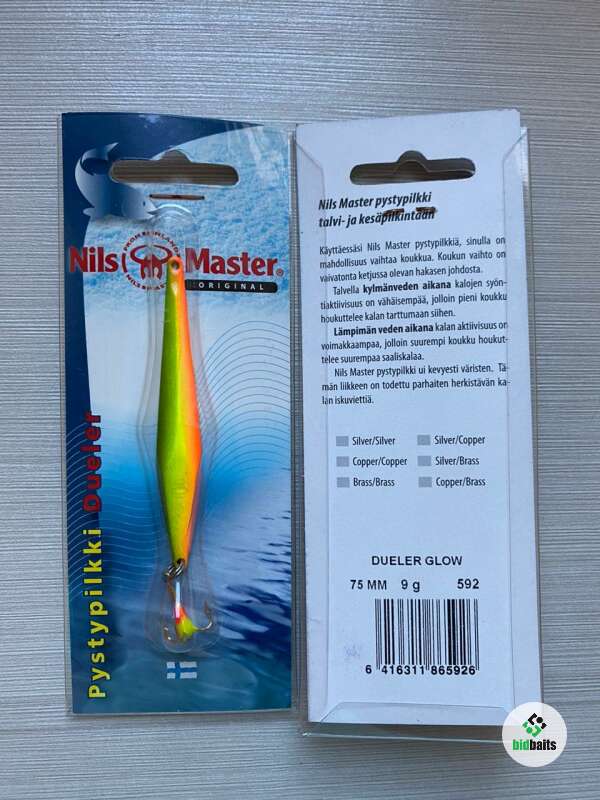 FROM FINLAND
Nils Master®
ORIGINAL
Pystypilkki Dueler
Nils Master pystypilkki
talvi- ja kesäpilkintään
Käyttäessäsi Nils Master pystypilkkiä, sinulla on
mahdollisuus vaihtaa koukkua. Koukun vaihto on
vaivatonta ketjussa olevan hakasen johdosta.
Talvella kylmänveden aikana kalojen syön-
tiaktiivisuus on vähäisempää, jolloin pieni koukku
houkuttelee kalan tarttumaan siihen.
Lämpimän veden aikana kalan aktiivisuus on
voimakkaampaa, jolloin suurempi koukku houkut-
telee suurempaa saaliskalaa.
Nils Master pystypilkki ui kevyesti väristen. Tä-
män liikkeen on todettu parhaiten herkistävän ka-
lan iskuviettiä.
Silver/Silver Silver/Copper
Copper/Copper Silver/Brass
Brass/Brass Copper/Brass
DUELER GLOW
75 MM 9 g 592
6 416311 865926
bidbaits